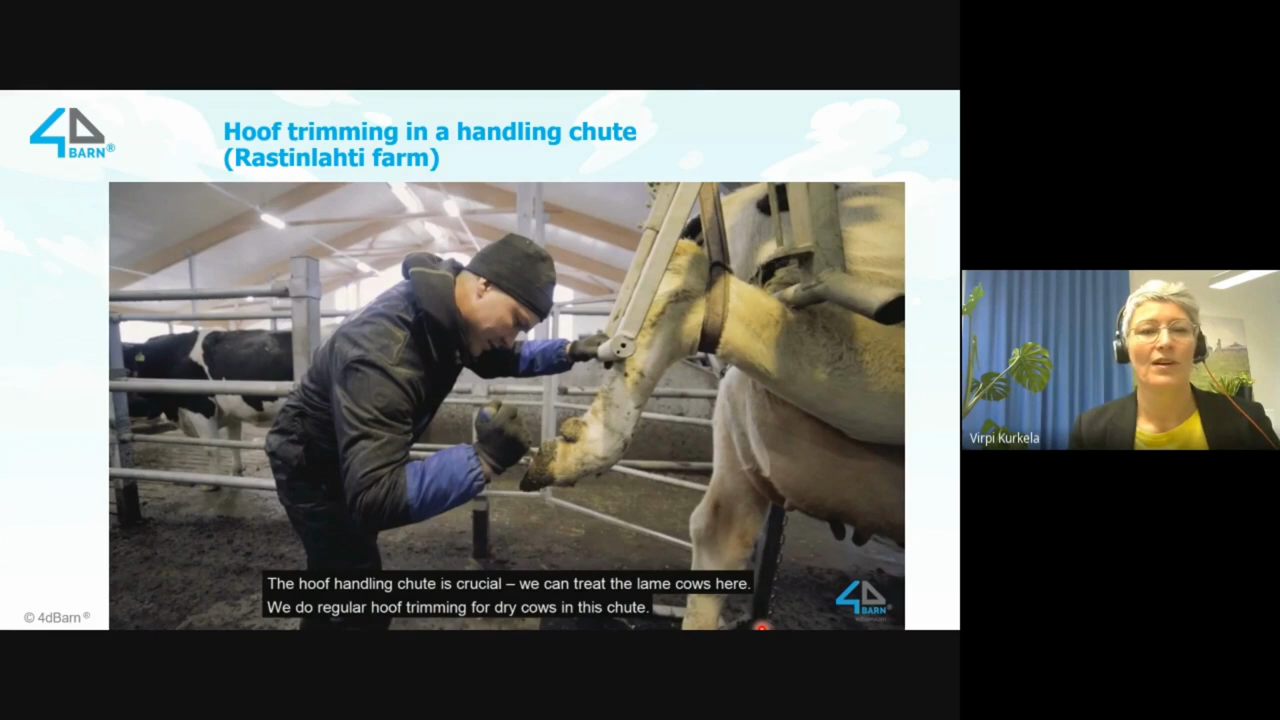 4D
BARN®
Hoof trimming in a handling chute
(Rastinlahti farm)
The hoof handling chute is crucial – we can treat the lame cows here.
We do regular hoof trimming for dry cows in this chute.
4D
BARN®
© 4dBarn®
Virpi Kurkela